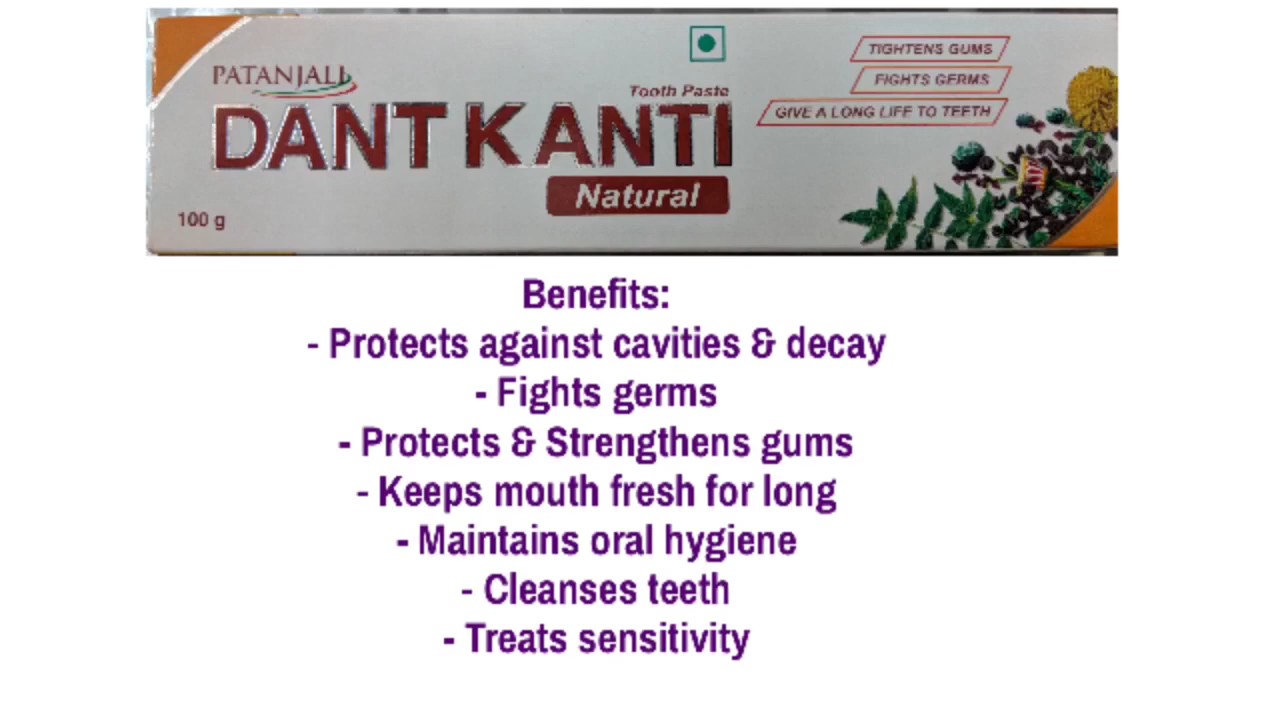 PATANJALI
Tooth Paste
DANT KANTI
Natural
100 g
TIGHTENS GUMS
FIGHTS GERMS
GIVE A LONG LIFE TO TEETH
Benefits:
- Protects against cavities & decay
- Fights germs
- Protects & Strengthens gums
- Keeps mouth fresh for long
- Maintains oral hygiene
- Cleanses teeth
- Treats sensitivity